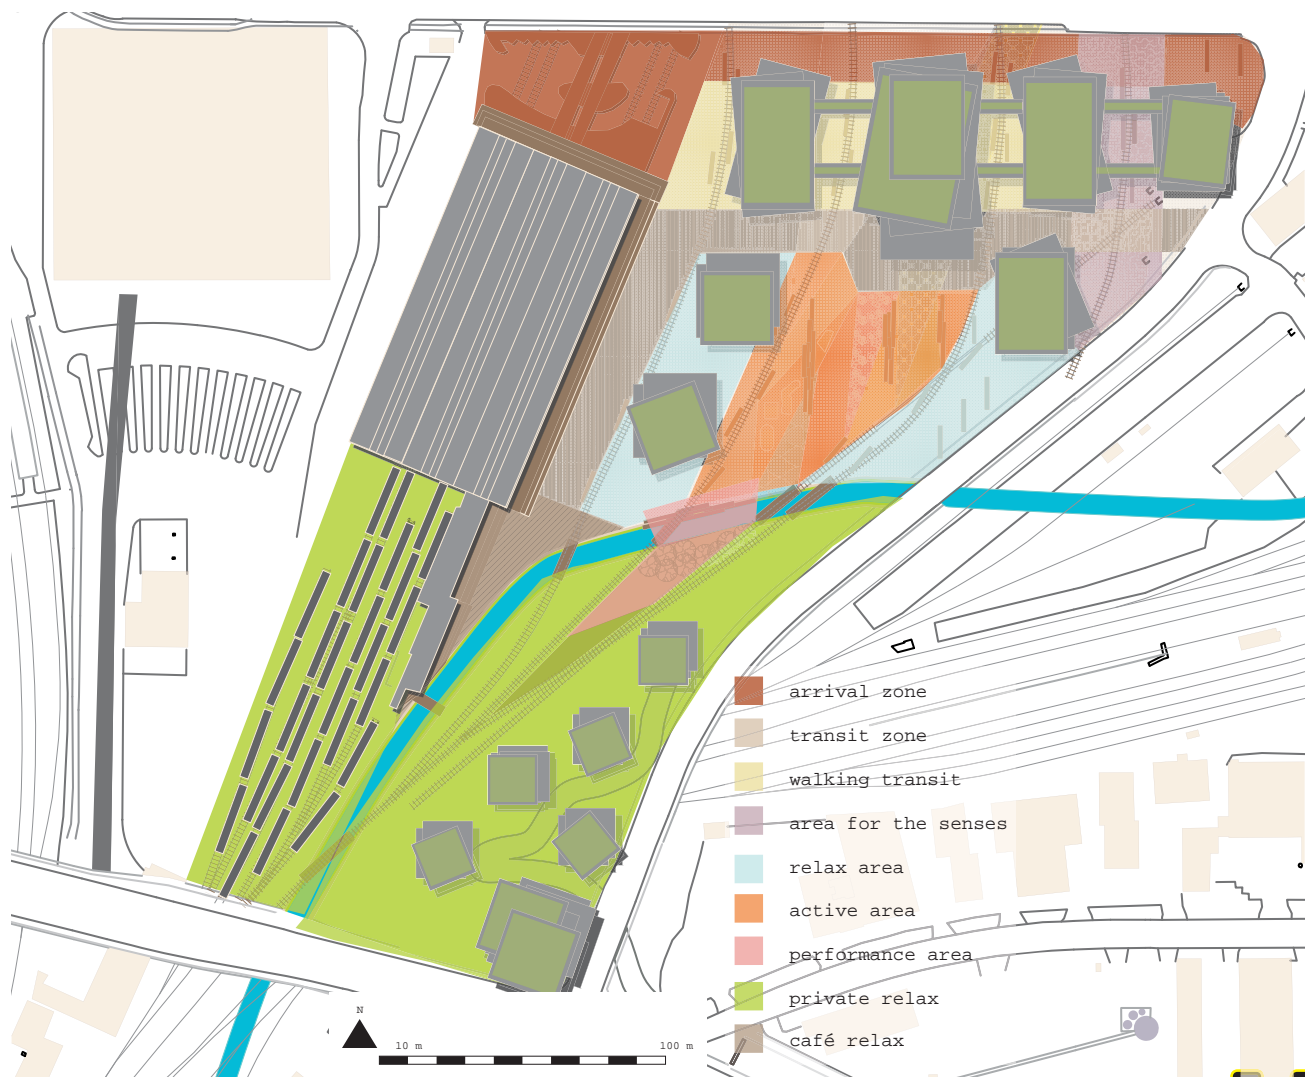 arrival zone
transit zone
walking transit
area for the senses
relax area
active area
performance area
private relax
café relax
N
10 m
100 m